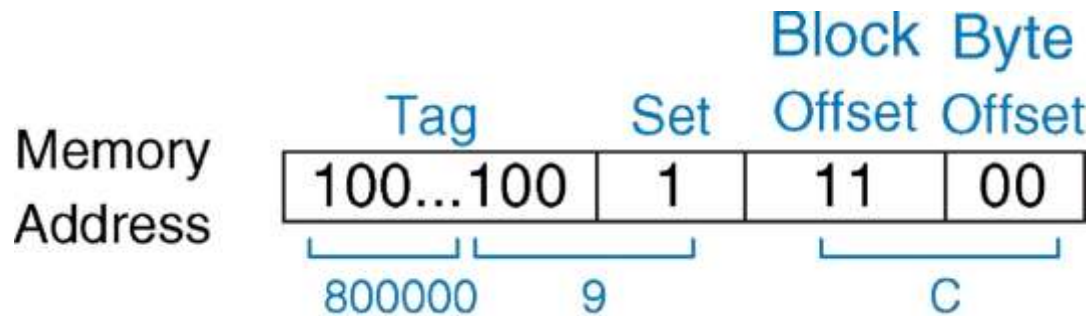 Block Byte
Tag Set Offset Offset
Memory
Address
100...100 1 11 00
800000 9 C